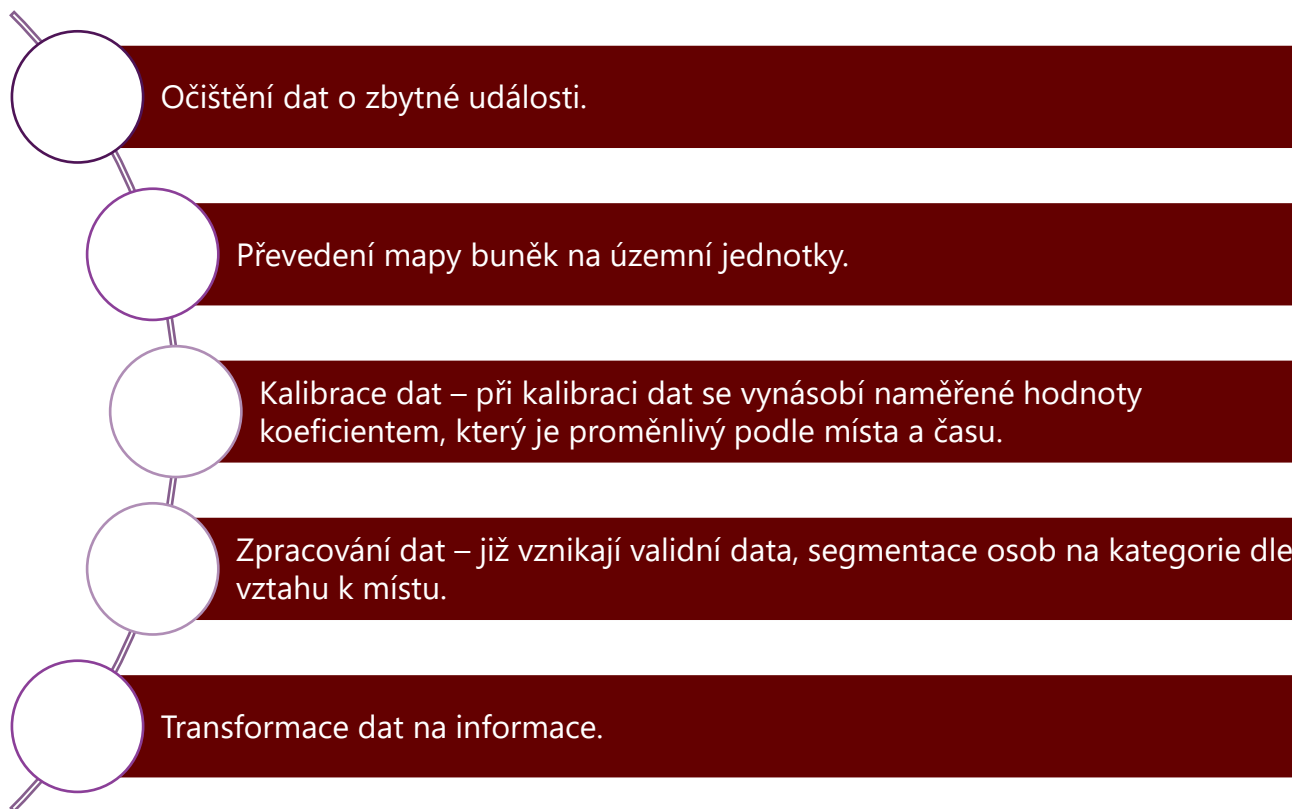 Očištění dat o zbytné události.
Převedení mapy buněk na územní jednotky.
Kalibrace dat – při kalibraci dat se vynásobí naměřené hodnoty
koeficientem, který je proměnlivý podle místa a času.
Zpracování dat – již vznikají validní data, segmentace osob na kategorie dle
vztahu k místu.
Transformace dat na informace.